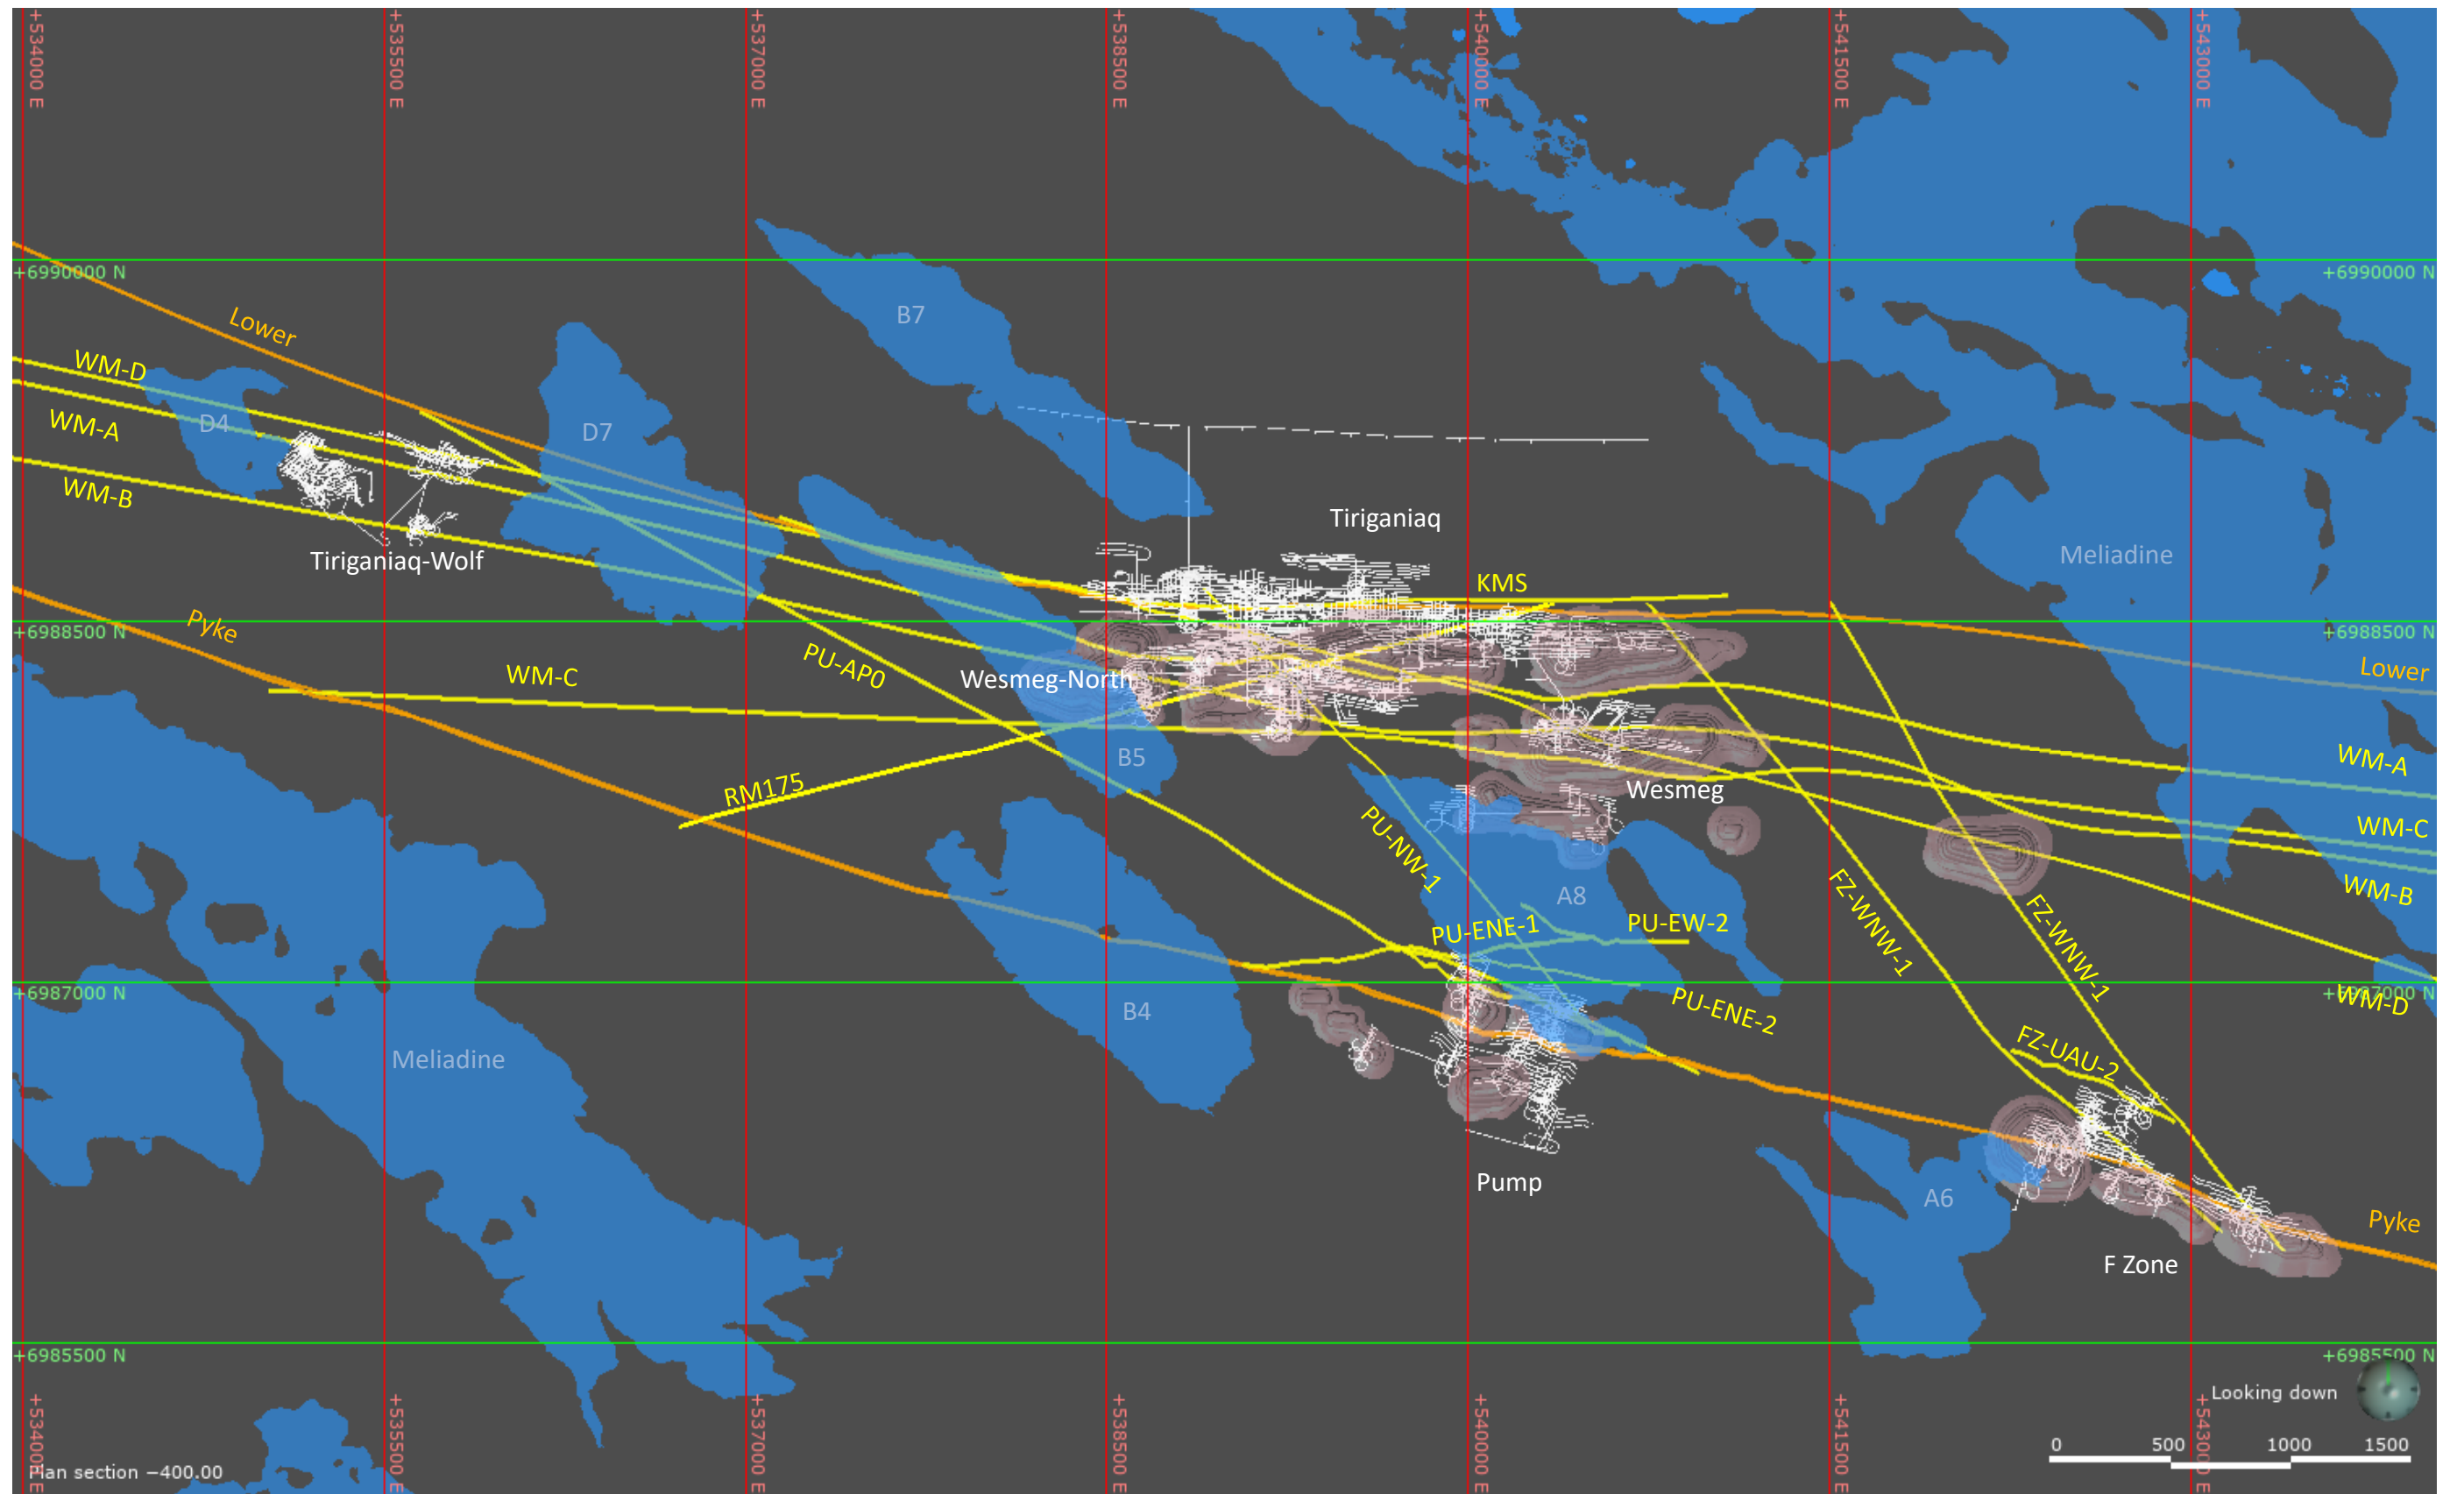 +534000 E
+535500 E
+537000 E
+538500 E
+540000 E
+541500 E
+543000 E
+6990000 N
+6990000 N
B7
Lower
WM-D
WM-A
D4
D7
WM-B
Tiriganiaq
Tiriganiaq-Wolf
Meliadine
KMS
Pyke
+6988500 N
+6988500 N
WM-C
PU-AP0
Wesmeg-North
Lower
B5
RM175
Wesmeg
WM-A
PU-NW-1
WM-C
A8
WM-B
FZ-WNW-1
FZ-WNW-1
PU-ENE-1
PU-EW-2
+6987000 N
+6987000 N
WM-D
B4
PU-ENE-2
Meliadine
FZ-UAU-2
Pump
A6
Pyke
F Zone
+6985500 N
+6985500 N
Looking down
0 500 1000 1500
Plan section −400.00
+534000 E
+535500 E
+537000 E
+538500 E
+540000 E
+541500 E
+543000 E